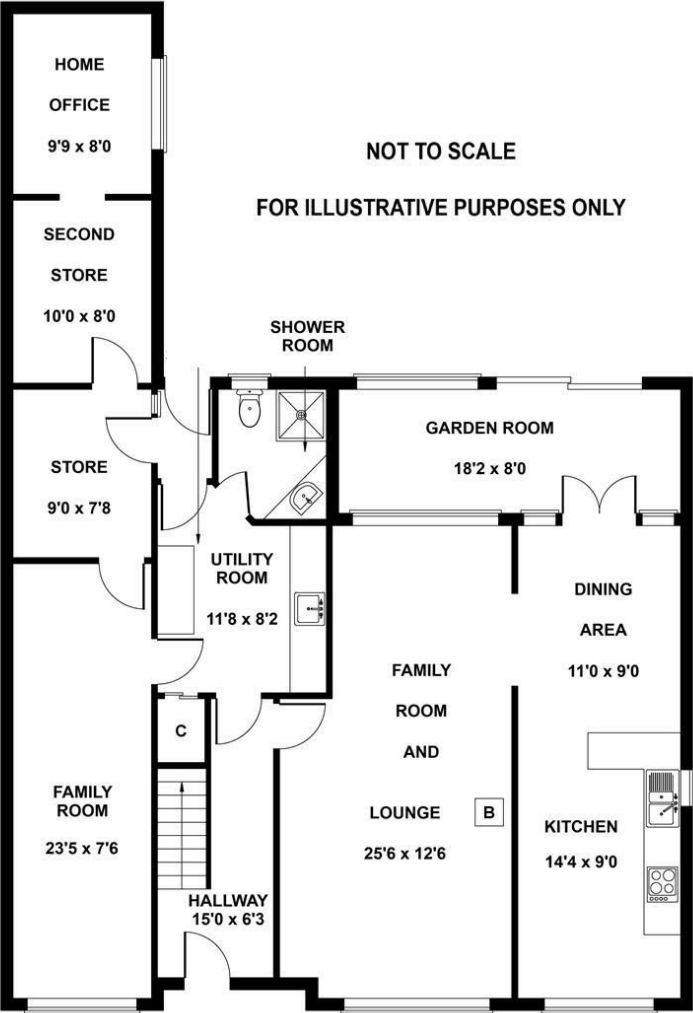 HOME
OFFICE
9'9 x 8'0
NOT TO SCALE
FOR ILLUSTRATIVE PURPOSES ONLY
SECOND
STORE
10'0 x 8'0
SHOWER
ROOM
GARDEN ROOM
18'2 x 8'0
STORE
9'0 x 7'8
UTILITY
ROOM
11'8 x 8'2
DINING
AREA
11'0 x 9'0
FAMILY
ROOM
AND
LOUNGE
25'6 x 12'6
C
B
FAMILY
ROOM
23'5 x 7'6
KITCHEN
14'4 x 9'0
HALLWAY
15'0 x 6'3